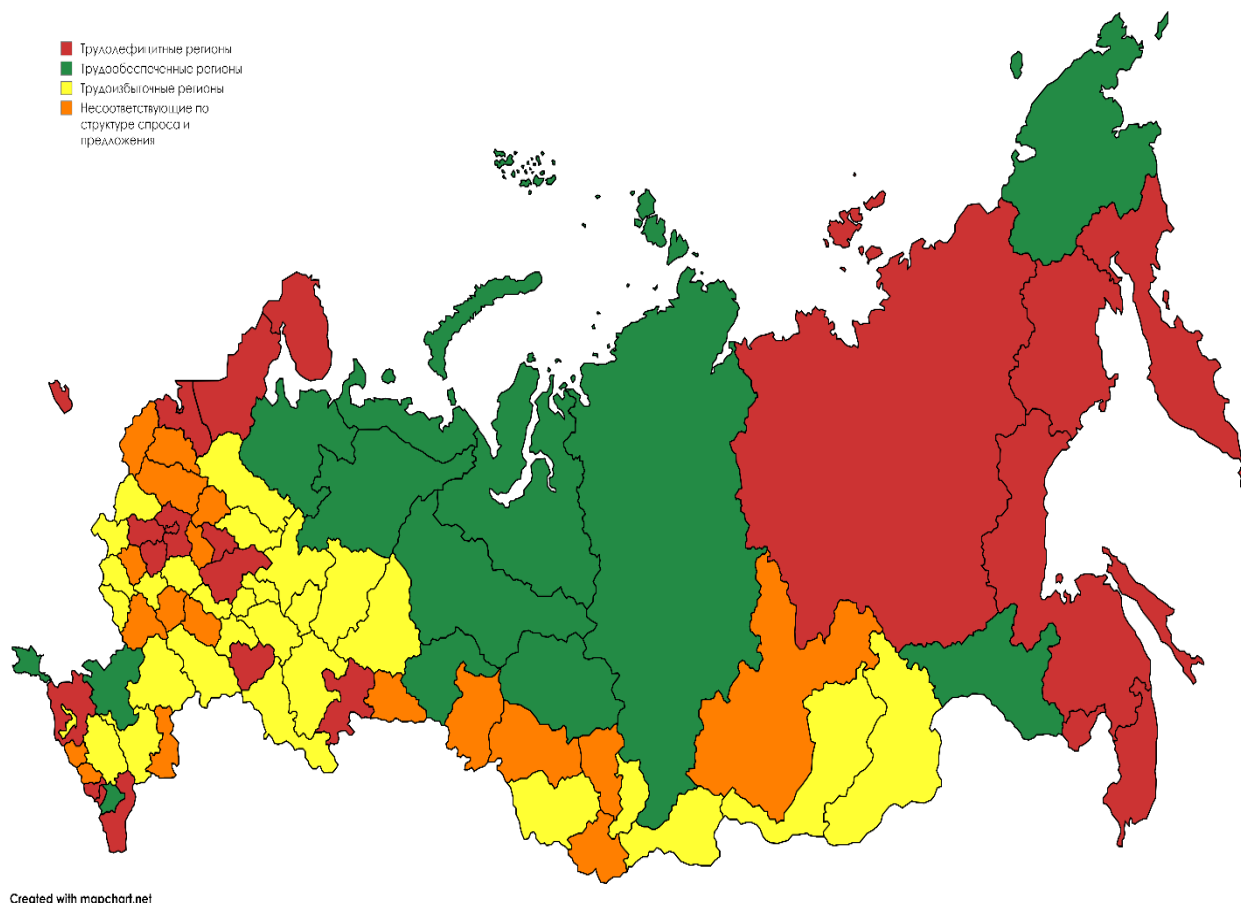 Трудодефицитные регионы
Трудообеспеченные регионы
Трудоизбыточные регионы
Несоответствующие по
структуре спроса и
предложения
Created with mapchart.net